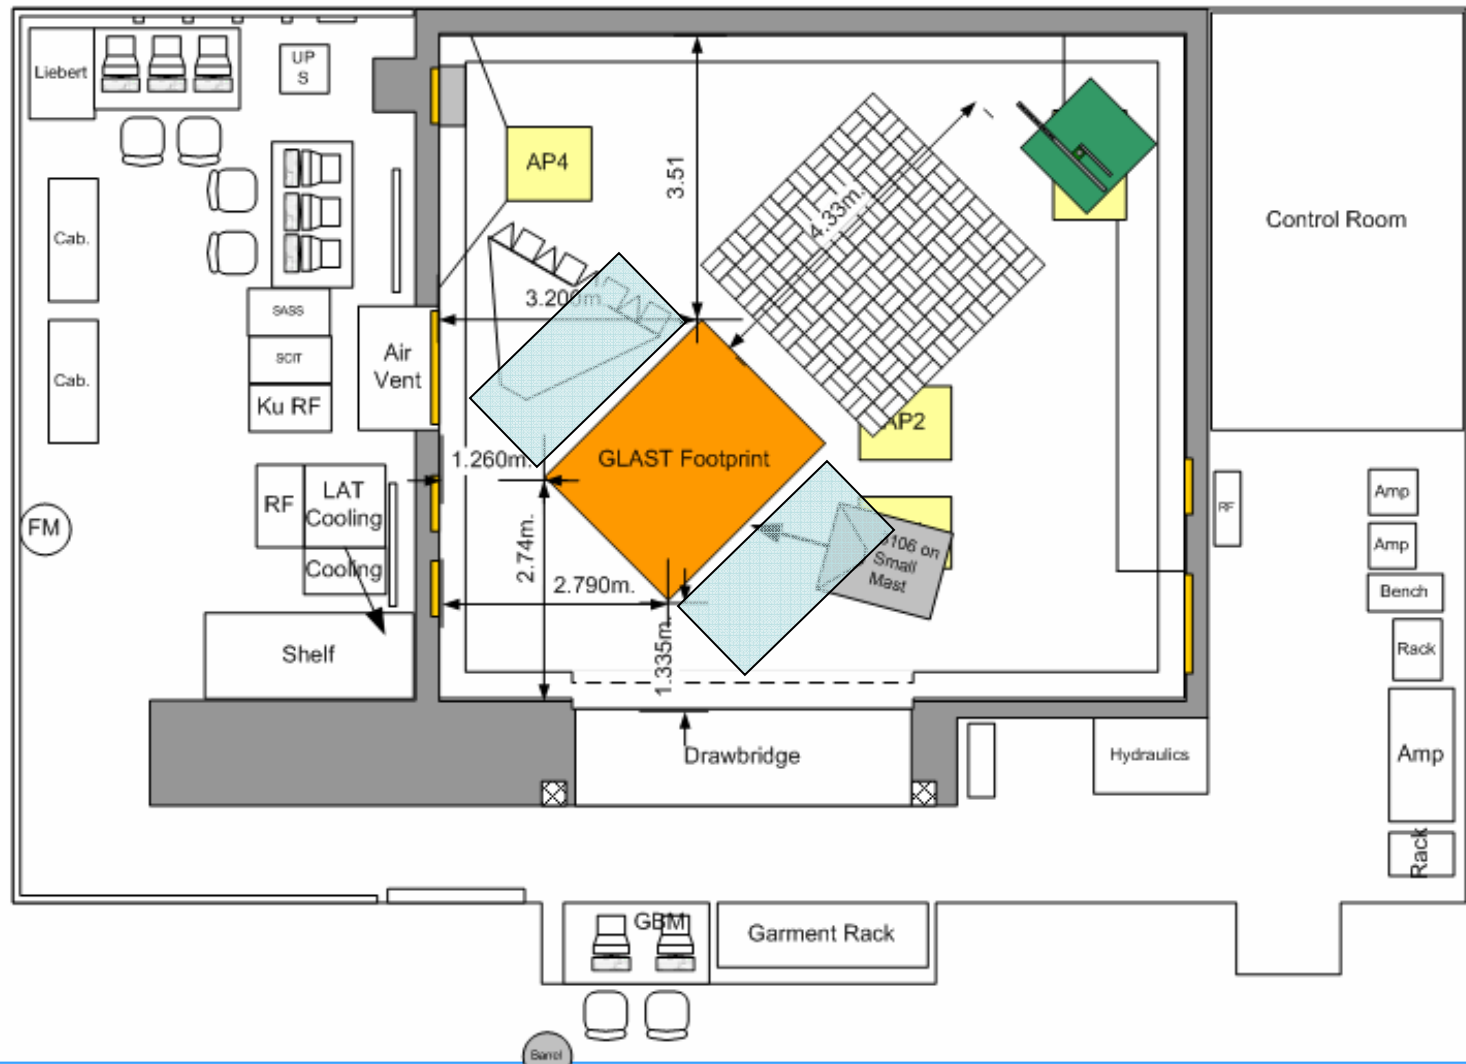 Liebert
UP
S
AP4
3.51
4.33m.
Control Room
Cab.
3.200m.
SASS
SCIT
Ku RF
Air
Vent
Cab.
AP2
1.260m.
GLAST Footprint
RF
LAT
Cooling
Cooling
FM
2.74m.
2.790m.
1.335m.
106 on
Small
Mast
RF
Amp
Amp
Bench
Rack
Shelf
Drawbridge
Hydraulics
Amp
Rack
GBM
Garment Rack
Barrel